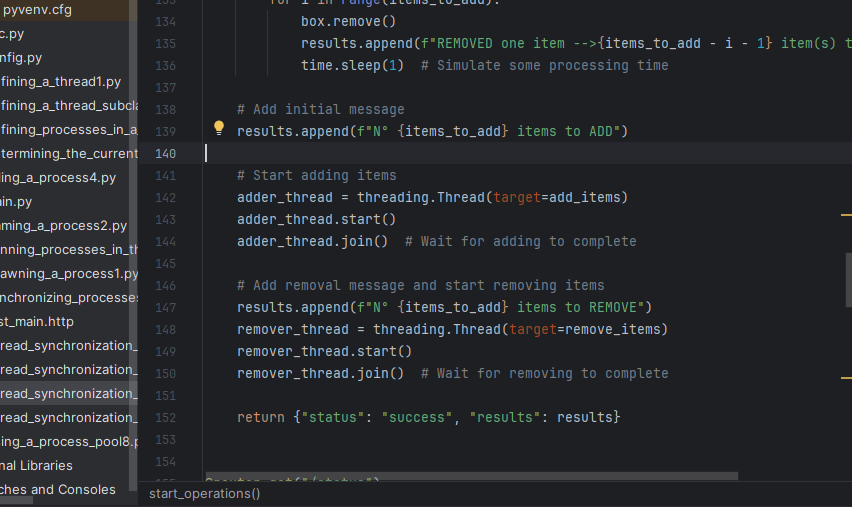 pyvenv.cfg
c.py
nfig.py
fining_a_thread1.py
fining_a_thread_subcla
fining_processes_in_a_
termining_the_current
ling_a_process4.py
ain.py
ming_a_process2.py
nning_processes_in_th
awning_a_process1.py
nchronizing_processes
st_main.http
read_synchronization_
read_synchronization_
read_synchronization_
read_synchronization_
ing_a_process_pool8.p
nal Libraries
ches and Consoles
133 for i in range(items_to_add):
134 box.remove()
135 results.append(f"REMOVED one item -->{items_to_add - i - 1} item(s) t
136 time.sleep(1)  # Simulate some processing time
137
138 # Add initial message
139 results.append(f"N° {items_to_add} items to ADD")
140
141 # Start adding items
142 adder_thread = threading.Thread(target=add_items)
143 adder_thread.start()
144 adder_thread.join()  # Wait for adding to complete
145
146 # Add removal message and start removing items
147 results.append(f"N° {items_to_add} items to REMOVE")
148 remover_thread = threading.Thread(target=remove_items)
149 remover_thread.start()
150 remover_thread.join()  # Wait for removing to complete
151
152 return {"status": "success", "results": results}
153
154
155 @router.get("/status")
start_operations()